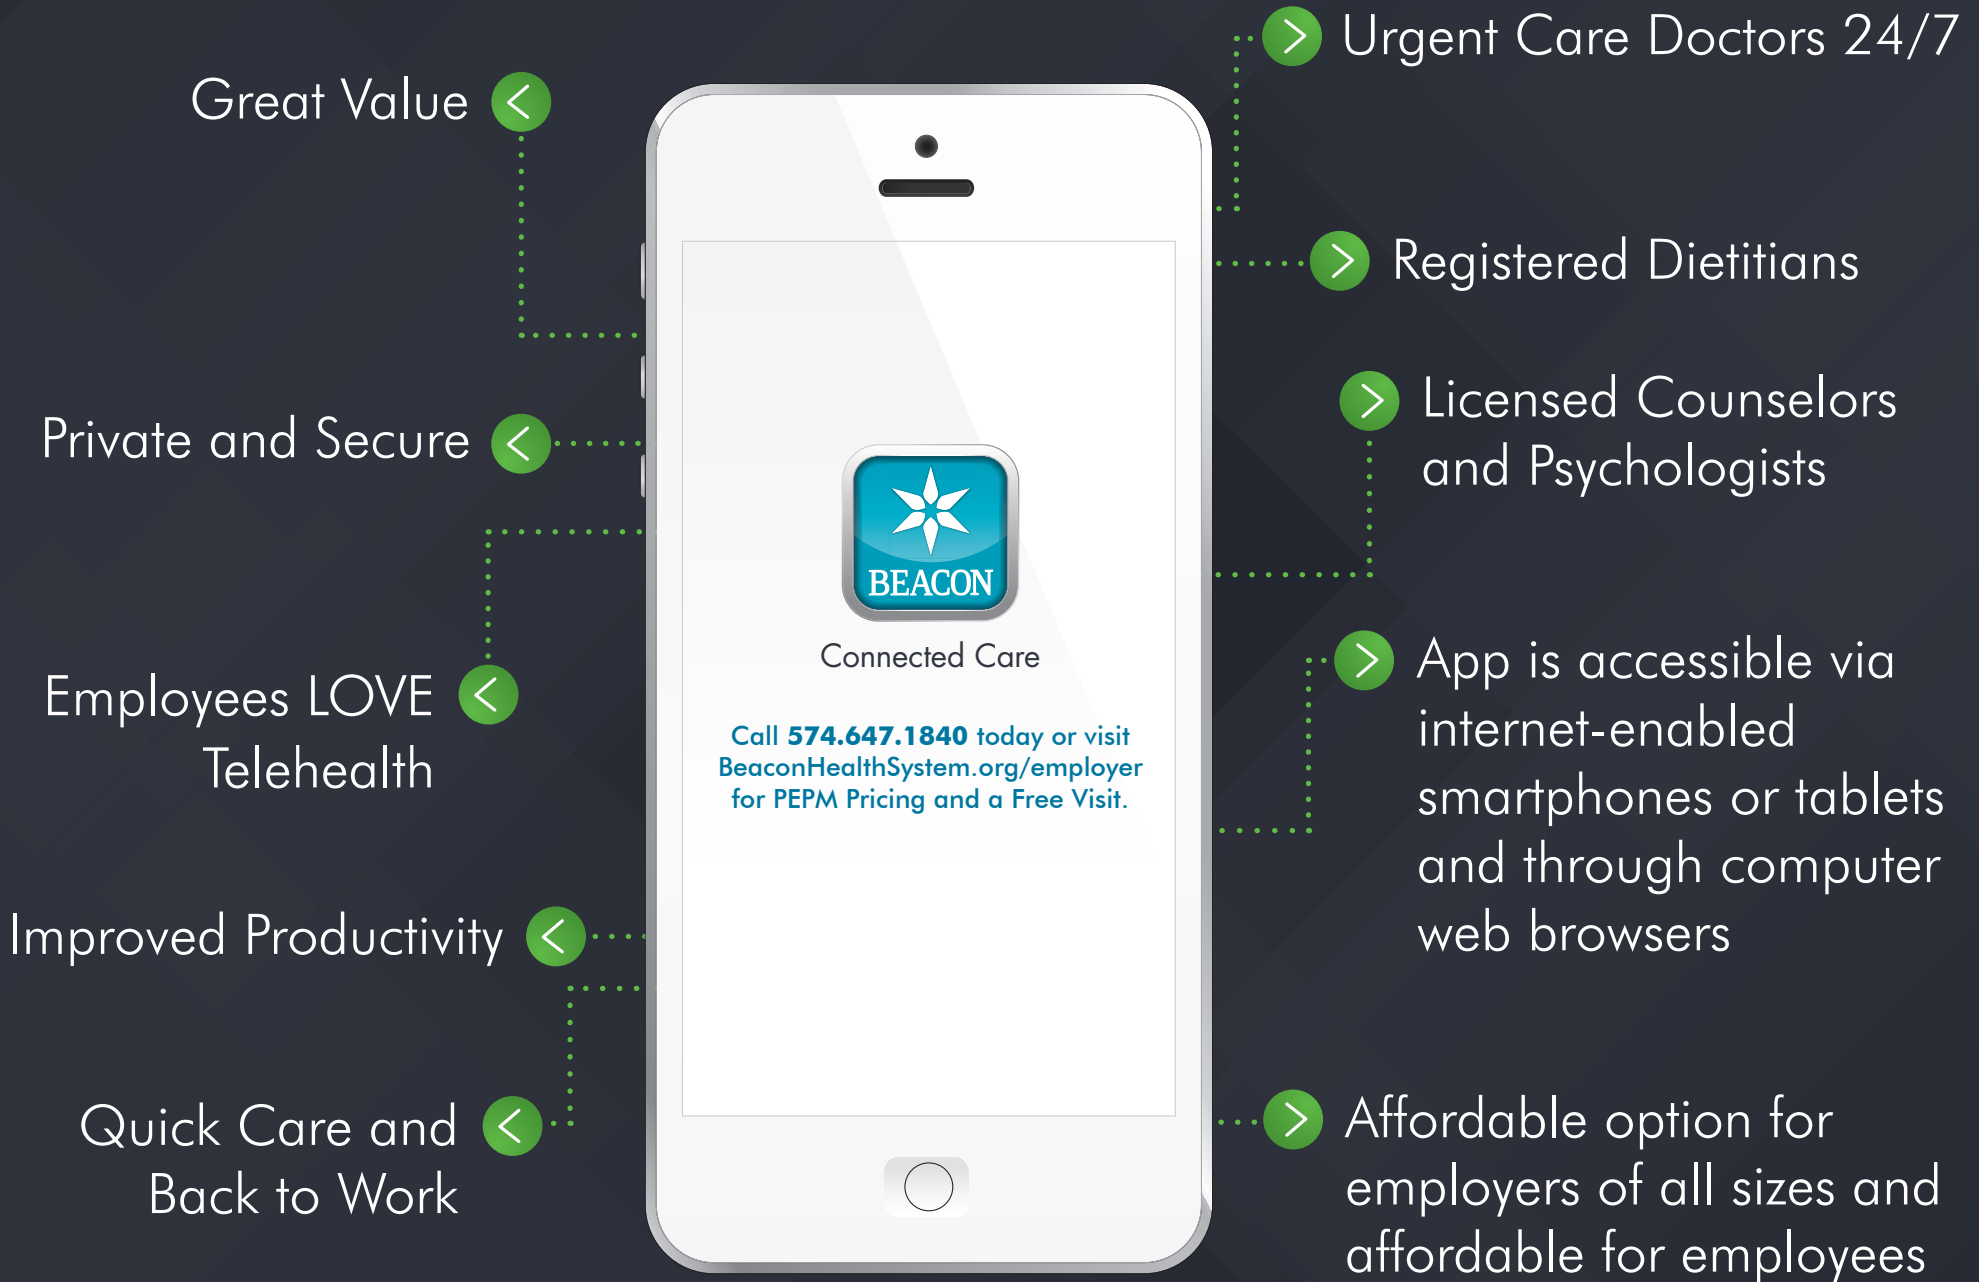 Great Value
Private and Secure
Employees LOVE
Telehealth
Improved Productivity
Quick Care and
Back to Work
BEACON
Connected Care
Call 574.647.1840 today or visit
BeaconHealthSystem.org/employer
for PEPM Pricing and a Free Visit.
Urgent Care Doctors 24/7
Registered Dietitians
Licensed Counselors
and Psychologists
App is accessible via
internet-enabled
smartphones or tablets
and through computer
web browsers
Affordable option for
employers of all sizes and
affordable for employees